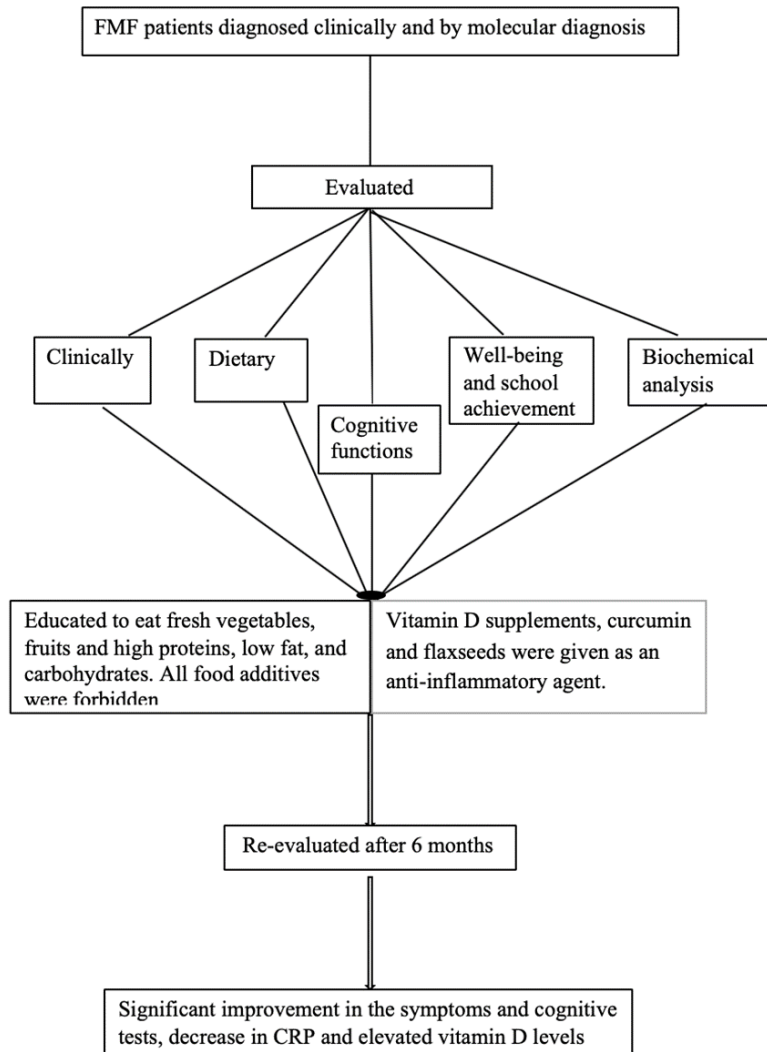 FMF patients diagnosed clinically and by molecular diagnosis
Evaluated
Clinically
Dietary
Cognitive
functions
Well-being
and school
achievement
Biochemical
analysis
Educated to eat fresh vegetables,
fruits and high proteins, low fat, and
carbohydrates. All food additives
were forbidden
Vitamin D supplements, curcumin
and flaxseeds were given as an
anti-inflammatory agent.
Re-evaluated after 6 months
Significant improvement in the symptoms and cognitive
tests, decrease in CRP and elevated vitamin D levels